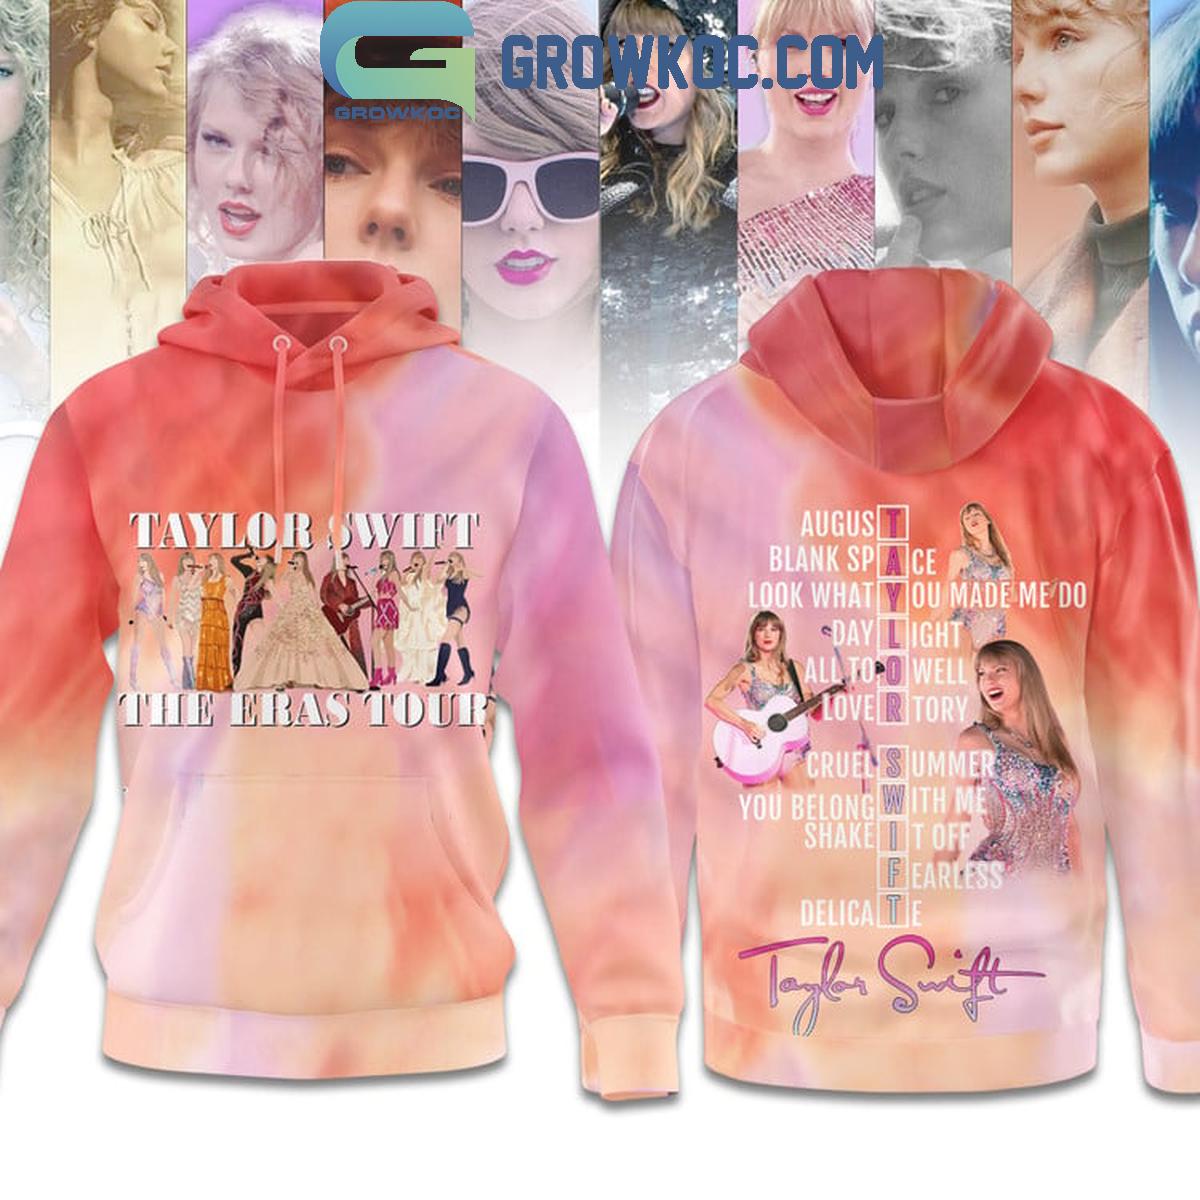 GROWKOC
GROWKOC.COM
TAYLOR SWIFT
THE ERAS TOUR
AUGUST
BLANK SPACE
LOOK WHAT YOU MADE ME DO
DAYLIGHT
ALL TOO WELL
LOVE RTORY
CRUEL SUMMER
YOU BELONG WITH ME
SHAKE IT OFF
FEARLESS
DELICATE
Taylor Swift